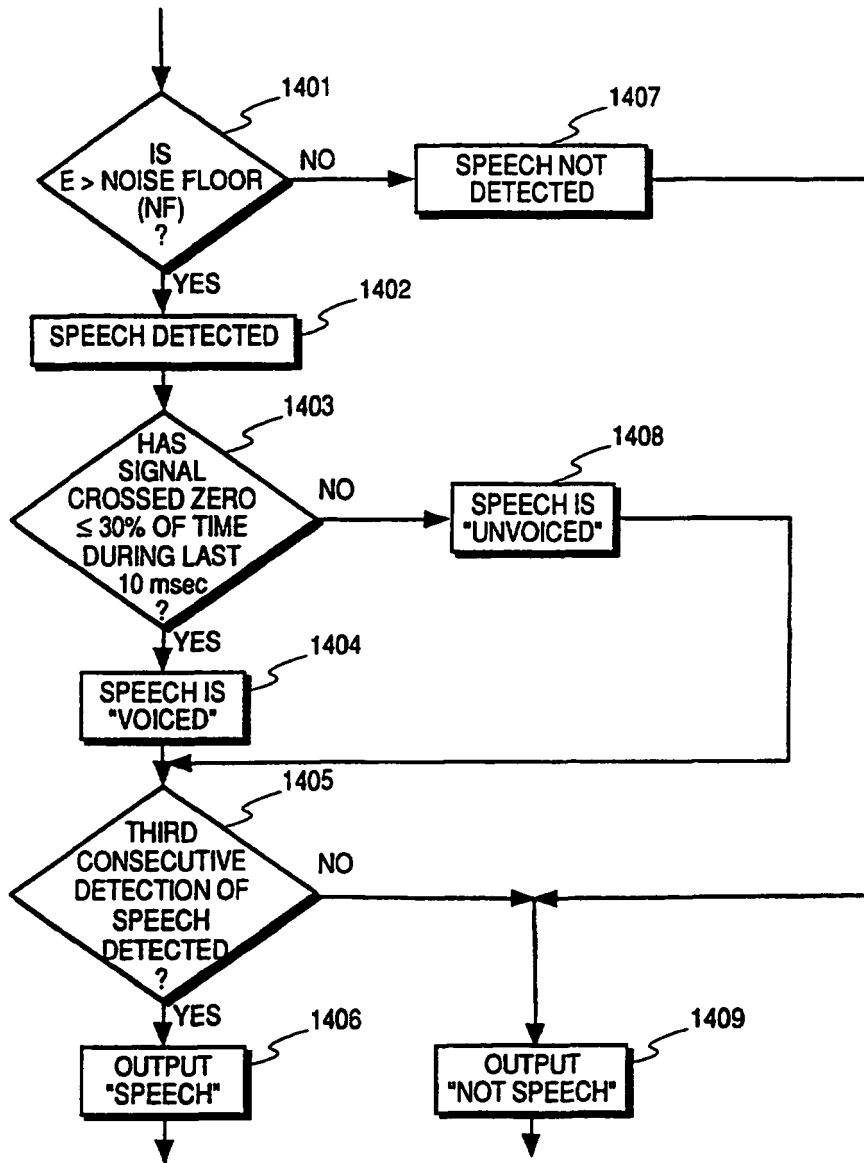 1401
IS
E > NOISE FLOOR
(NF)
?
NO
1407
SPEECH NOT
DETECTED
YES
1402
SPEECH DETECTED
1403
HAS
SIGNAL
CROSSED ZERO
≤ 30% OF TIME
DURING LAST
10 msec
?
NO
1408
SPEECH IS
"UNVOICED"
YES
1404
SPEECH IS
"VOICED"
1405
THIRD
CONSECUTIVE
DETECTION OF
SPEECH
DETECTED
?
NO
YES
1406
OUTPUT
"SPEECH"
1409
OUTPUT
"NOT SPEECH"